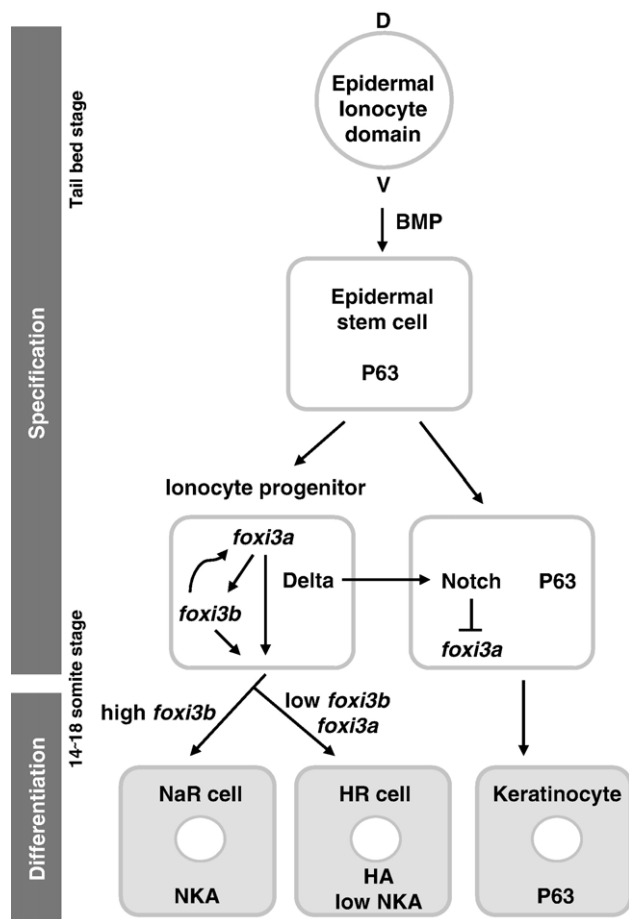 D
Epidermal
Ionocyte
domain
V
BMP
Epidermal
stem cell
P63
Ionocyte progenitor
foxi3a
Delta
foxi3b
Notch
P63
foxi3a
high foxi3b
low foxi3b
foxi3a
NaR cell
NKA
HR cell
HA
low NKA
Keratinocyte
P63
Specification
Differentiation
Tail bed stage
14-18 somite stage